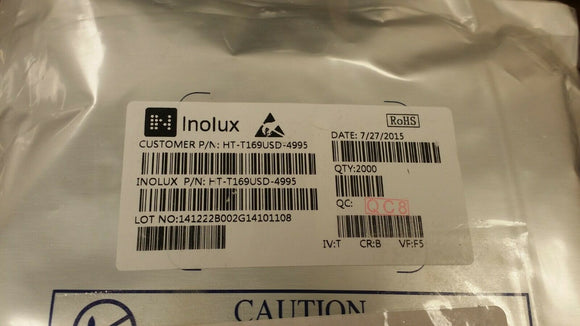 Inolux
RoHS
CUSTOMER P/N: HT-T169USD-4995
DATE: 7/27/2015
INOLUX P/N: HT-T169USD-4995
QTY:2000
LOT NO:141222B002G14101108
QC: QC8
IV:T CR:B VF:F5
CAUTION